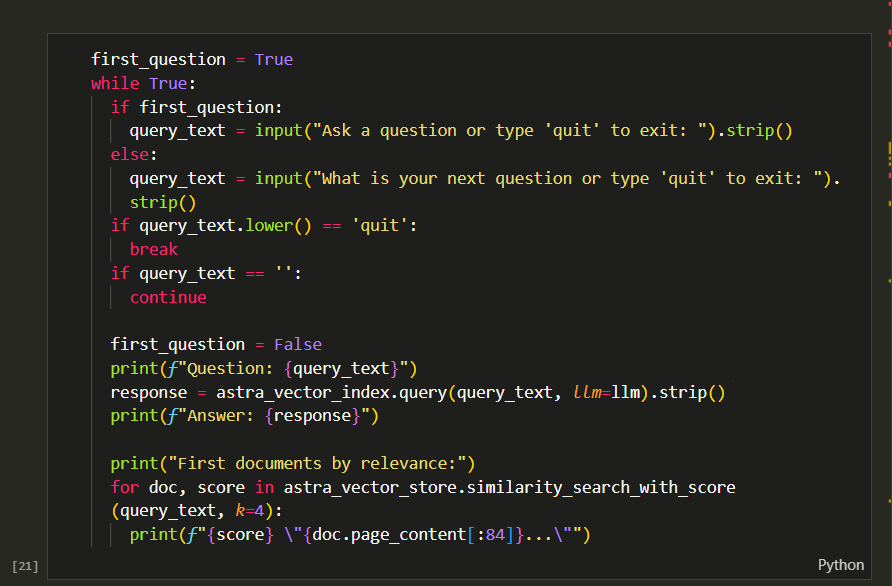 first_question = True
while True:
  if first_question:
    query_text = input("Ask a question or type 'quit' to exit: ").strip()
  else:
    query_text = input("What is your next question or type 'quit' to exit: ").
    strip()
  if query_text.lower() == 'quit':
    break
  if query_text == '':
    continue

  first_question = False
  print(f"Question: {query_text}")
  response = astra_vector_index.query(query_text, llm=llm).strip()
  print(f"Answer: {response}")

  print("First documents by relevance:")
  for doc, score in astra_vector_store.similarity_search_with_score
  (query_text, k=4):
    print(f"{score} \"{doc.page_content[:84]}...\"")
[21]
Python